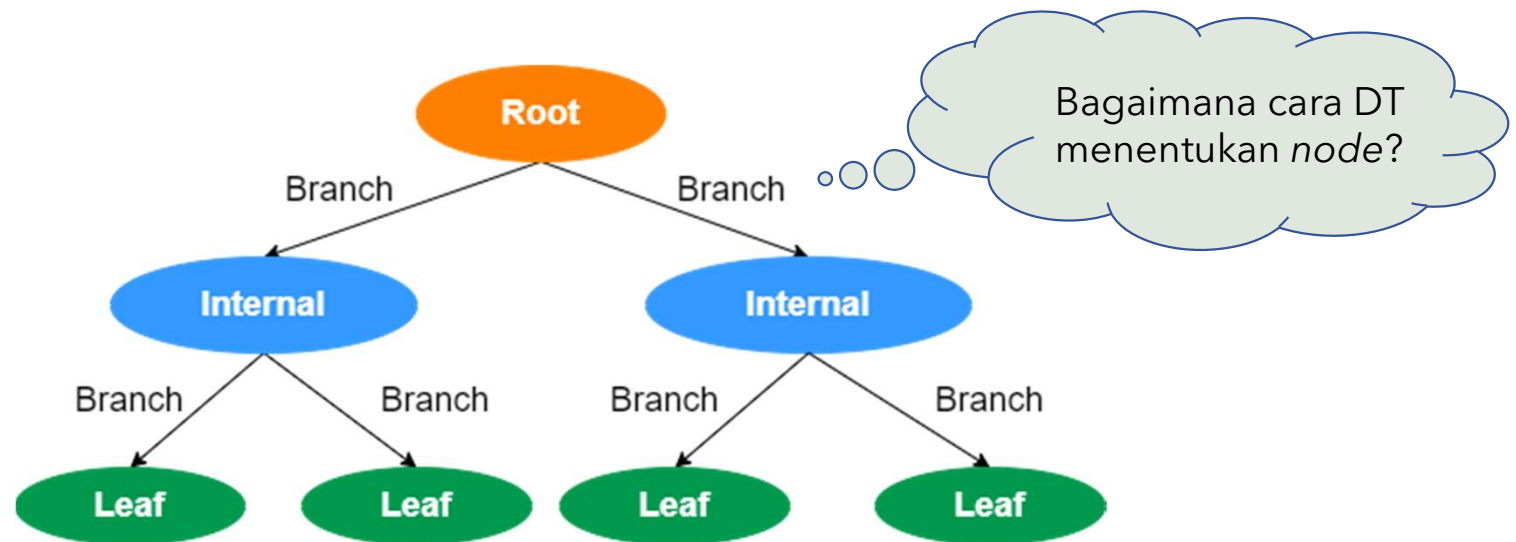 Root
Bagaimana cara DT
menentukan node?
Branch
Branch
Internal
Internal
Branch
Branch
Branch
Branch
Leaf
Leaf
Leaf
Leaf